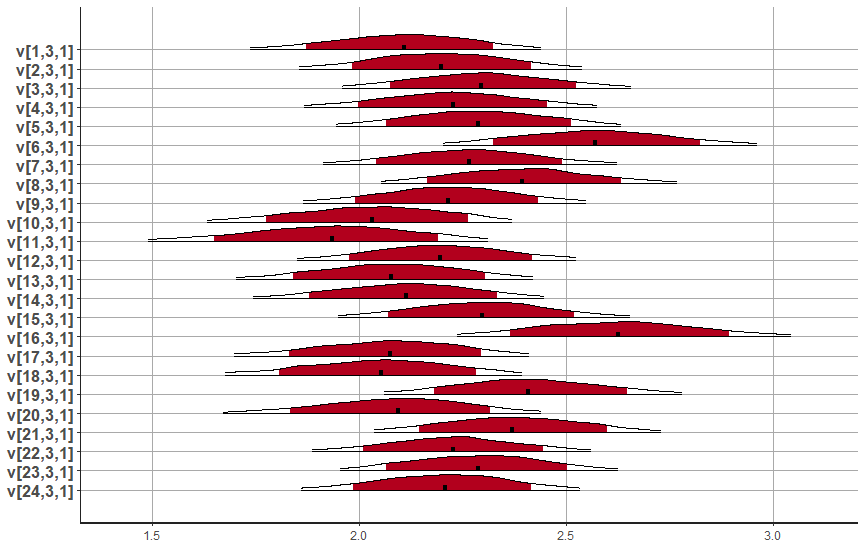 v[1,3,1]
v[2,3,1]
v[3,3,1]
v[4,3,1]
v[5,3,1]
v[6,3,1]
v[7,3,1]
v[8,3,1]
v[9,3,1]
v[10,3,1]
v[11,3,1]
v[12,3,1]
v[13,3,1]
v[14,3,1]
v[15,3,1]
v[16,3,1]
v[17,3,1]
v[18,3,1]
v[19,3,1]
v[20,3,1]
v[21,3,1]
v[22,3,1]
v[23,3,1]
v[24,3,1]
1.5 2.0 2.5 3.0